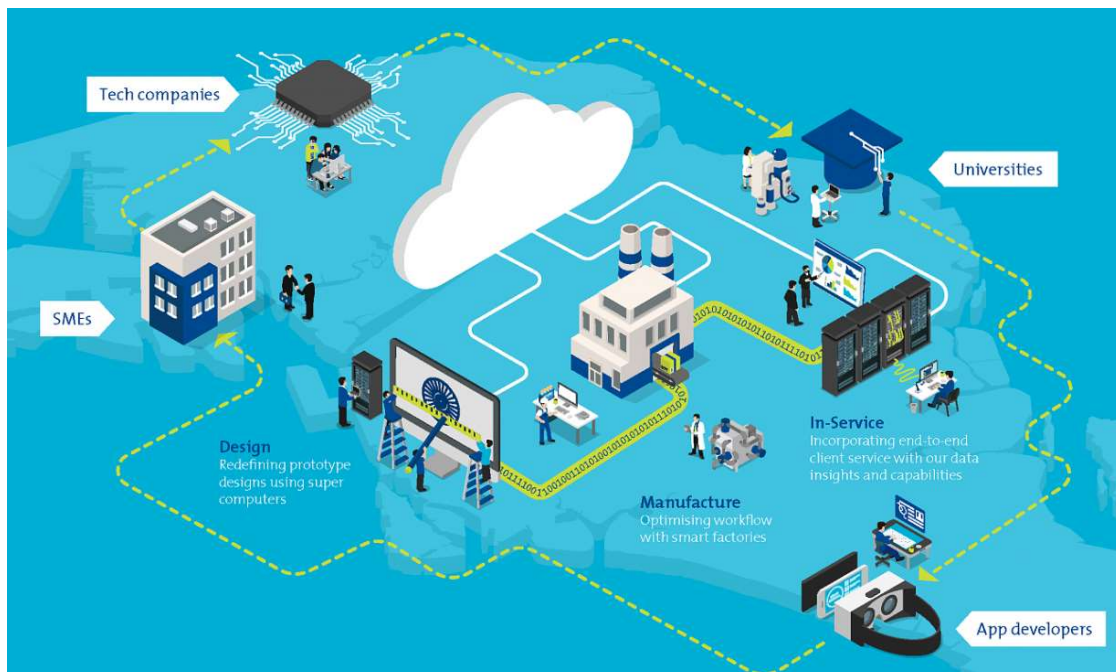 Tech companies
Universities
SMEs
Design
Redefining prototype
designs using super
computers
Manufacture
Optimising workflow
with smart factories
In-Service
Incorporating end-to-end
client service with our data
insights and capabilities
App developers